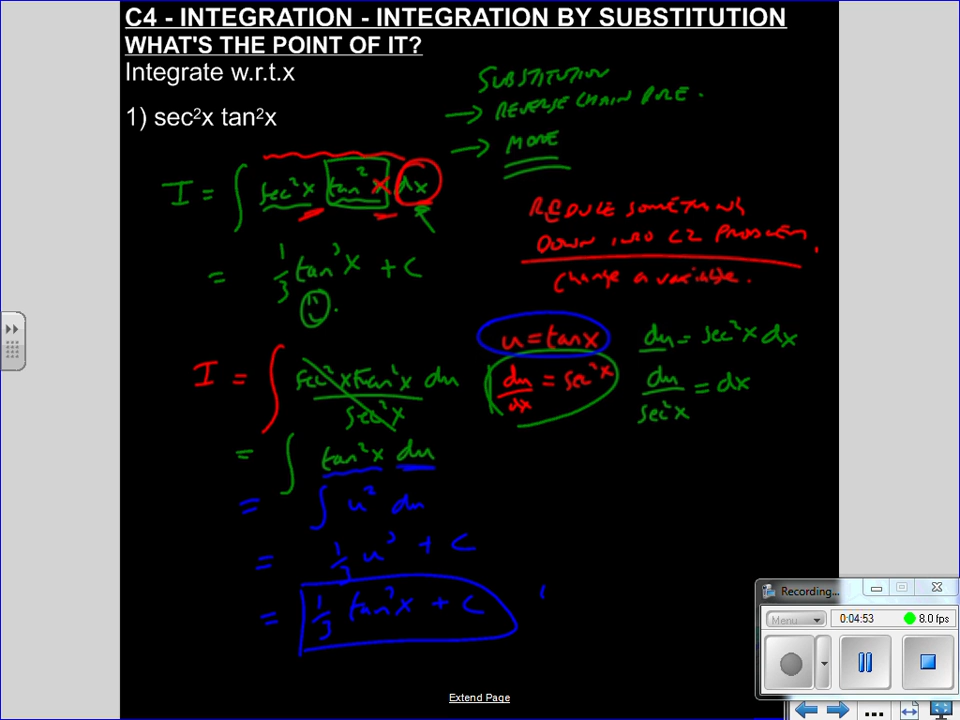 C4 - INTEGRATION - INTEGRATION BY SUBSTITUTION
WHAT'S THE POINT OF IT?
Integrate w.r.t.x
SUBSTITUTION
→ REVERSE CHAIN RULE.
→ MORE
1) sec²x tan²x
I = ∫ sec²x tan²x dx
REDUCE SOMETHING
DOWN INTO C2 PROBLEM.
change a variable.
= 1/3 tan³x + c
u = tanx
du = sec²x dx
I = ∫ sec²x tan²x du / sec²x
du/dx = sec²x
du/sec²x = dx
= ∫ tan²x du
= ∫ u² du
= 1/3 u³ + c
= 1/3 tan³x + c
Recording...
Menu
0:04:53
8.0 fps
Extend Page